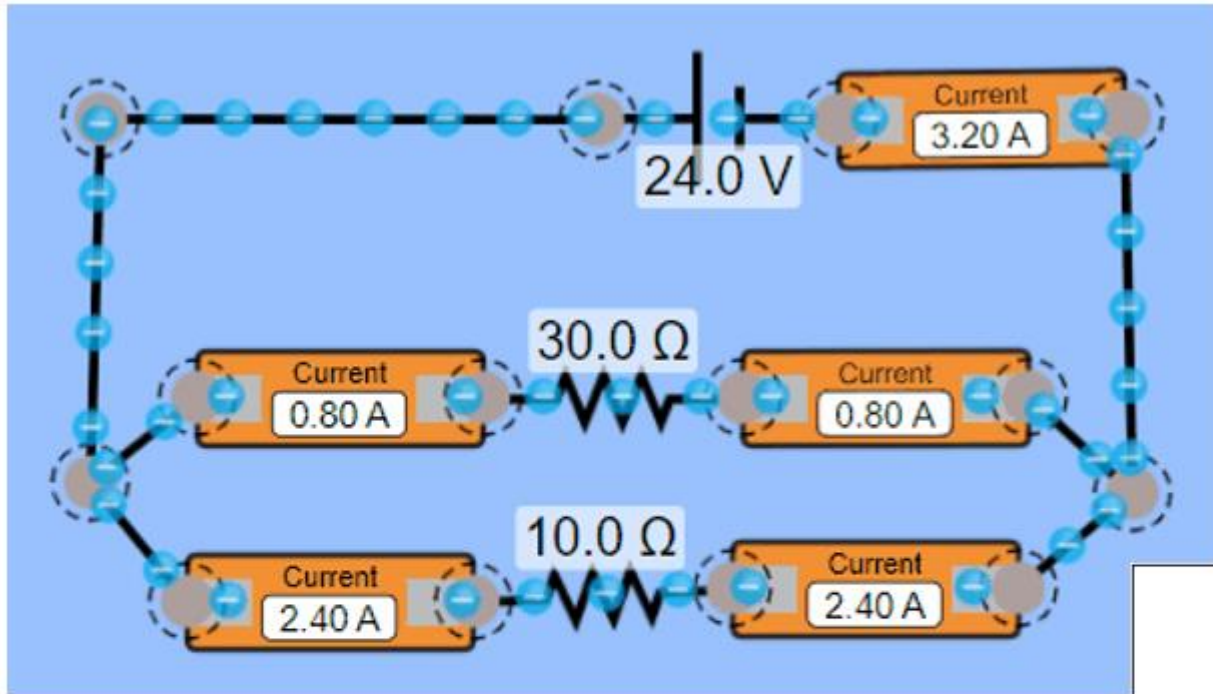 Current
3.20 A
24.0 V
30.0 Ω
Current
0.80 A
Current
0.80 A
10.0 Ω
Current
2.40 A
Current
2.40 A